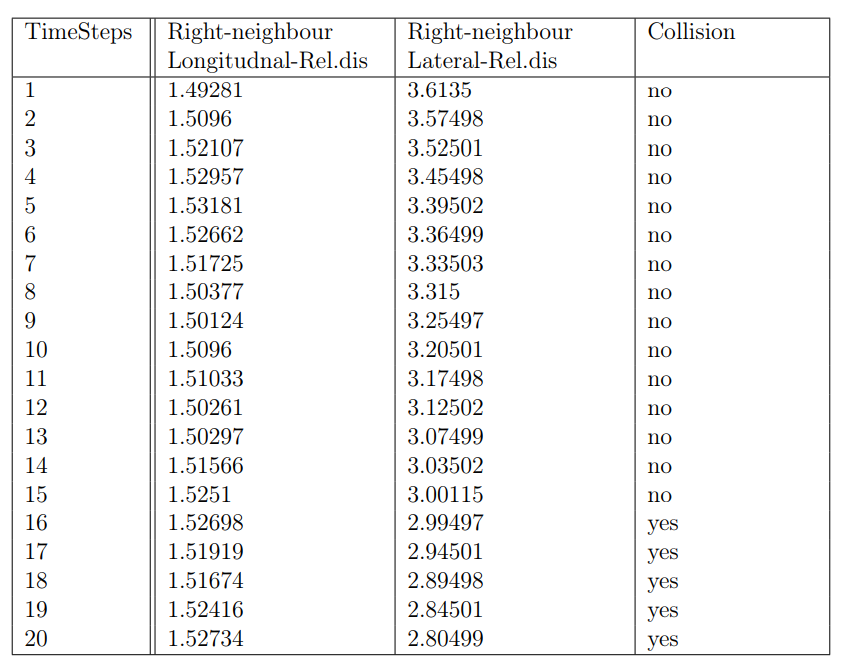 TimeSteps Right-neighbour Right-neighbour Collision
Longitudnal-Rel.dis Lateral-Rel.dis
1 1.49281 3.6135 no
2 1.5096 3.57498 no
3 1.52107 3.52501 no
4 1.52957 3.45498 no
5 1.53181 3.39502 no
6 1.52662 3.36499 no
7 1.51725 3.33503 no
8 1.50377 3.315 no
9 1.50124 3.25497 no
10 1.5096 3.20501 no
11 1.51033 3.17498 no
12 1.50261 3.12502 no
13 1.50297 3.07499 no
14 1.51566 3.03502 no
15 1.5251 3.00115 no
16 1.52698 2.99497 yes
17 1.51919 2.94501 yes
18 1.51674 2.89498 yes
19 1.52416 2.84501 yes
20 1.52734 2.80499 yes